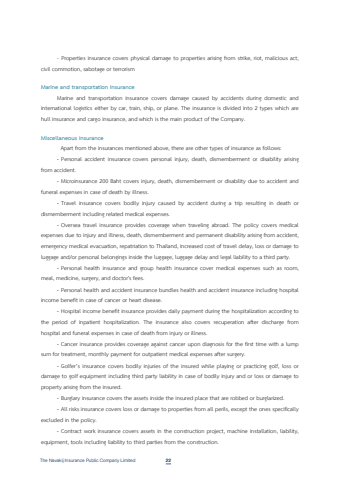 - Properties insurance covers physical damage to properties arising from strike, riot, malicious act,
civil commotion, sabotage or terrorism
Marine and transportation insurance
Marine and transportation insurance covers damage caused by accidents during domestic and
international logistics either by car, train, ship, or plane. The insurance is divided into 2 types which are
hull insurance and cargo insurance, and which is the main product of the Company.
Miscellaneous Insurance
Apart from the insurances mentioned above, there are other types of insurance as follows:
- Personal accident insurance covers personal injury, death, dismemberment or disability arising
from accident
- Microinsurance 200 Baht covers injury, death, dismemberment or disability due to accident and
funeral expenses in case of death by illness.
- Travel insurance covers bodily injury caused by accident during a trip resulting in death or
dismemberment including related medical expenses.
- Oversea travel insurance provides coverage when traveling abroad. The policy covers medical
expenses due to injury and illness, death, dismemberment and permanent disability arising from accident,
emergency medical evacuation, repatriation to Thailand, increased cost of travel delay, loss or damage to
luggage and/or personal belongings inside the luggage, luggage delay and legal liability to a third party.
- Personal health insurance and group health insurance cover medical expenses such as room,
meal, medicine, surgery, and doctor's fees.
- Personal health and accident insurance bundles health and accident insurance including hospital
income benefit in case of cancer or heart disease.
- Hospital income benefit insurance provides daily payment during the hospitalization according to
the period of inpatient hospitalization. The insurance also covers recuperation after discharge from
hospital and funeral expenses in case of death from injury or illness.
- Cancer insurance provides coverage against cancer upon diagnosis for the first time with a lump
sum for treatment, monthly payment for outpatient medical expenses after surgery.
- Golfer's insurance covers bodily injuries of the insured while playing or practicing golf, loss or
damage to golf equipment including third party liability in case of bodily injury and or loss or damage to
property arising from the insured.
- Burglary insurance covers the assets inside the insured place that are robbed or burglarized.
- All risks insurance covers loss or damage to properties from all perils, except the ones specifically
excluded in the policy.
- Contract work insurance covers assets in the construction project, machine installation, liability,
equipment, tools including liability to third parties from the construction.
The Navakij Insurance Public Company Limited
23